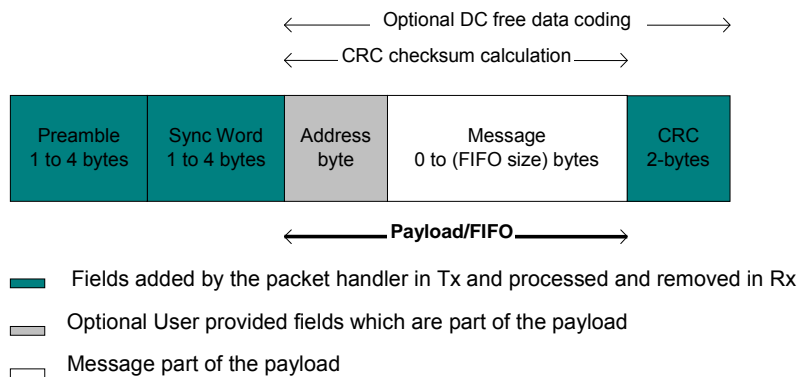 Optional DC free data coding
CRC checksum calculation
Preamble
1 to 4 bytes
Sync Word
1 to 4 bytes
Address
byte
Message
0 to (FIFO size) bytes
CRC
2-bytes
Payload/FIFO
Fields added by the packet handler in Tx and processed and removed in Rx
Optional User provided fields which are part of the payload
Message part of the payload